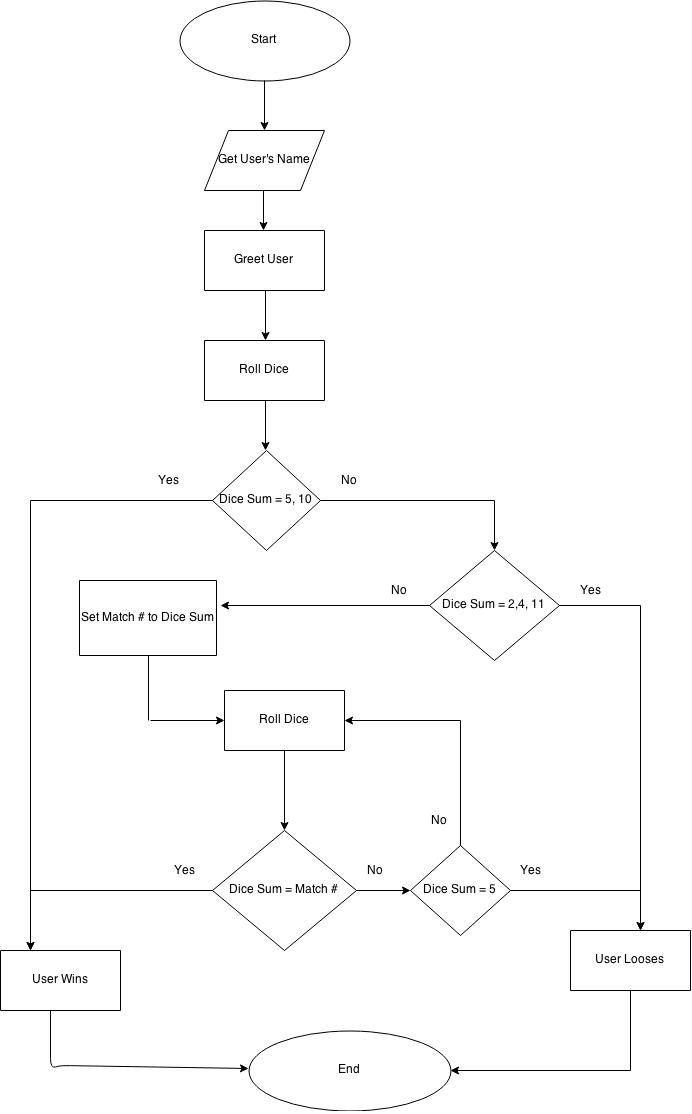 Start
Get User's Name
Greet User
Roll Dice
Yes
No
Dice Sum = 5, 10
No
Yes
Dice Sum = 2,4, 11
Set Match # to Dice Sum
Roll Dice
No
Yes
No
Yes
Dice Sum = Match #
Dice Sum = 5
User Wins
User Looses
End